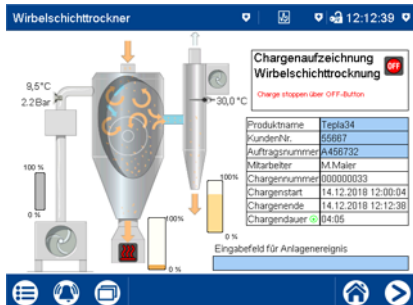 Wirbelschichttrockner
12:12:39
Chargenaufzeichnung
Wirbelschichttrocknung
OFF
Charge stoppen über OFF-Button
9,5°C
2.2Bar
30,0 °C
Produktname Tepla34
KundenNr. 55667
Auftragsnummer A456732
Mitarbeiter M.Maier
Chargennummer 000000033
Chargenstart 14.12.2018 12:00:04
Chargenende 14.12.2018 12:12:38
Chargendauer 04:05
100 %
0 %
100%
0 %
100%
0 %
Eingabefeld für Anlagenereignis